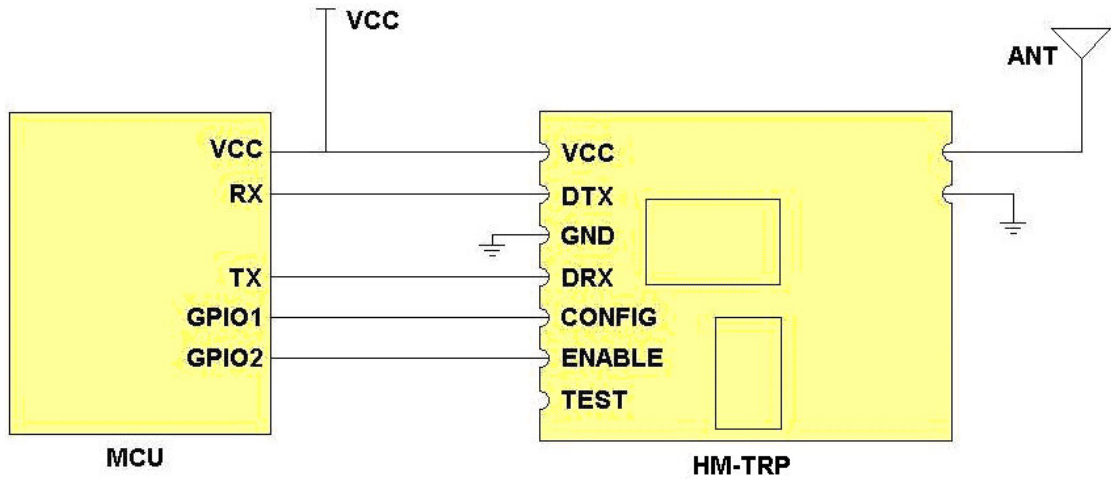 VCC
ANT
VCC
RX
TX
GPIO1
GPIO2
VCC
DTX
GND
DRX
CONFIG
ENABLE
TEST
MCU
HM-TRP